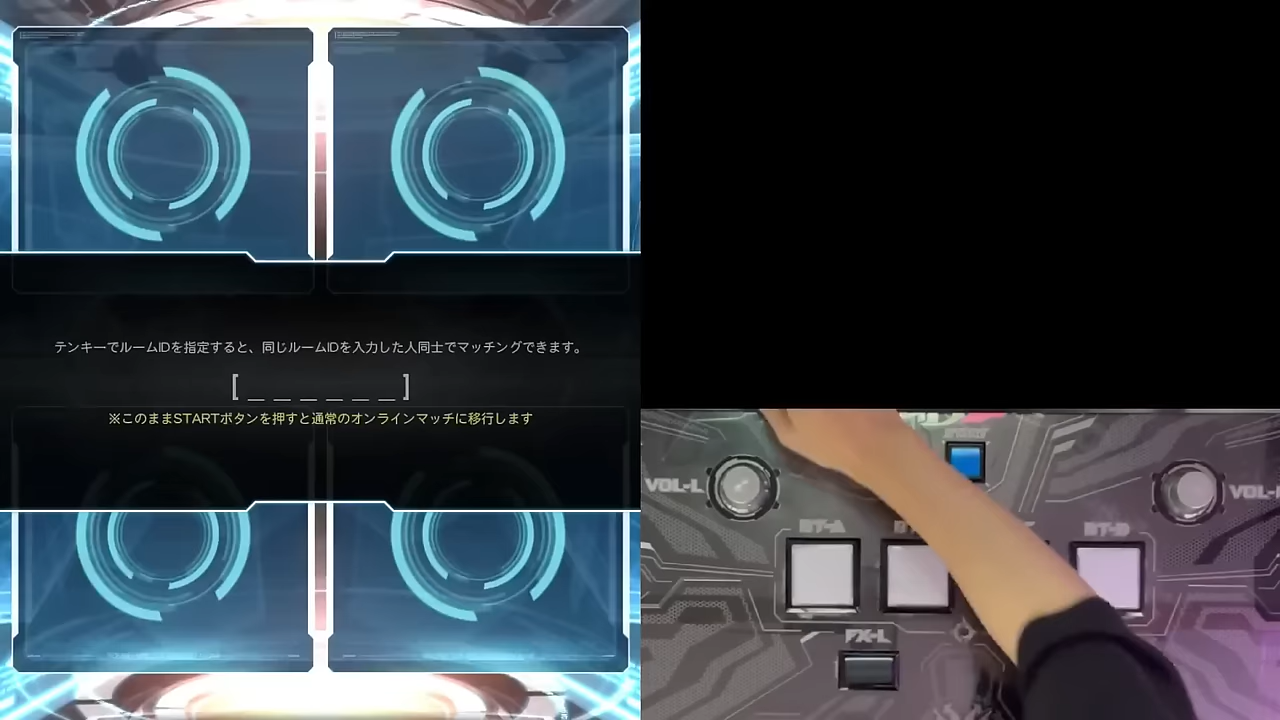 テンキーでルームIDを指定すると、同じルームIDを入力した人同士でマッチングできます。
[ _ _ _ _ _ _ ]
※このままSTARTボタンを押すと通常のオンラインマッチに移行します
VOL-L
BT-A
BT-D
FX-L